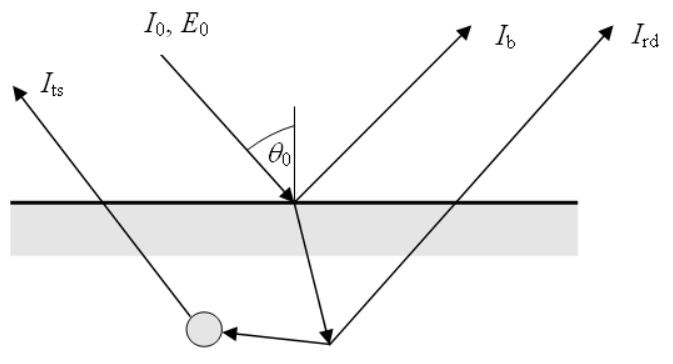 I0, E0
Ib
Ird
Its
θ0